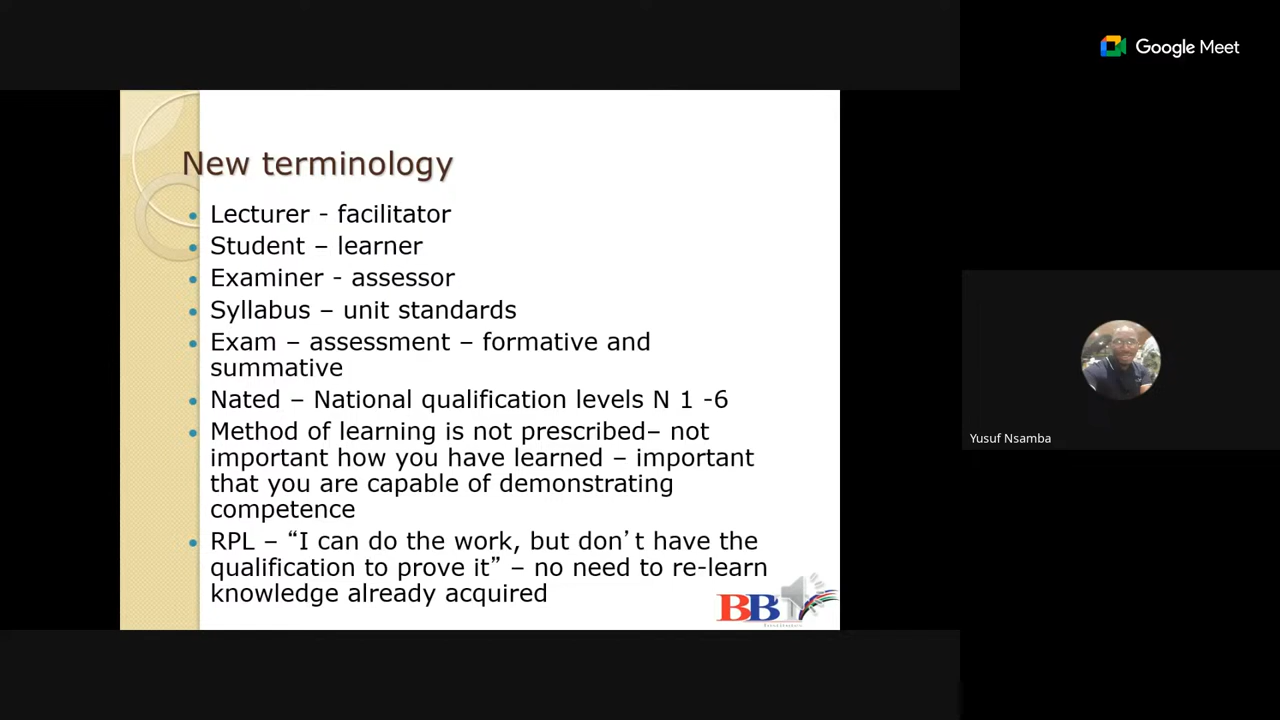 Google Meet
New terminology
• Lecturer - facilitator
• Student – learner
• Examiner - assessor
• Syllabus – unit standards
• Exam – assessment – formative and
summative
• Nated – National qualification levels N 1 -6
• Method of learning is not prescribed– not
important how you have learned – important
that you are capable of demonstrating
competence
• RPL – “I can do the work, but don’t have the
qualification to prove it” – no need to re-learn
knowledge already acquired
Yusuf Nsamba